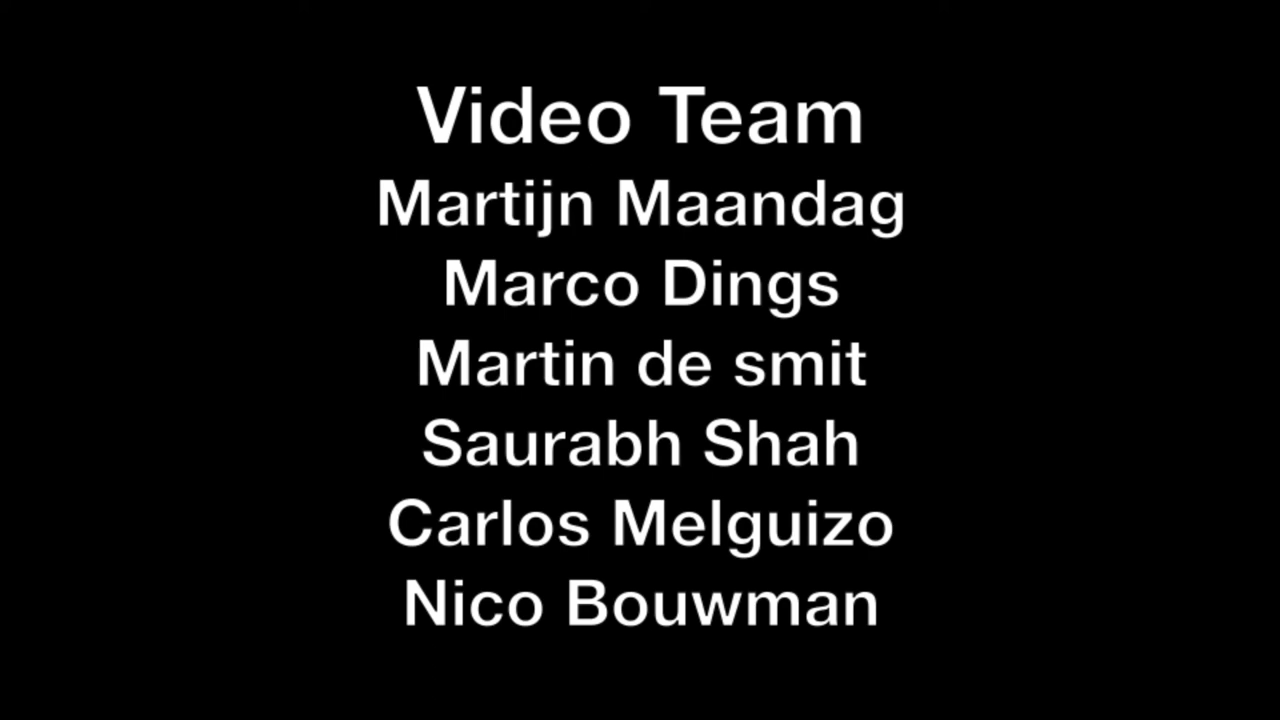 Video Team
Martijn Maandag
Marco Dings
Martin de smit
Saurabh Shah
Carlos Melguizo
Nico Bouwman